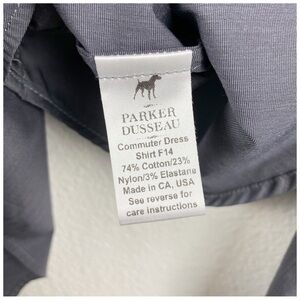 PARKER
DUSSEAU
Commuter Dress
Shirt F14
74% Cotton/23%
Nylon/3% Elastane
Made in CA, USA
See reverse for
care instructions